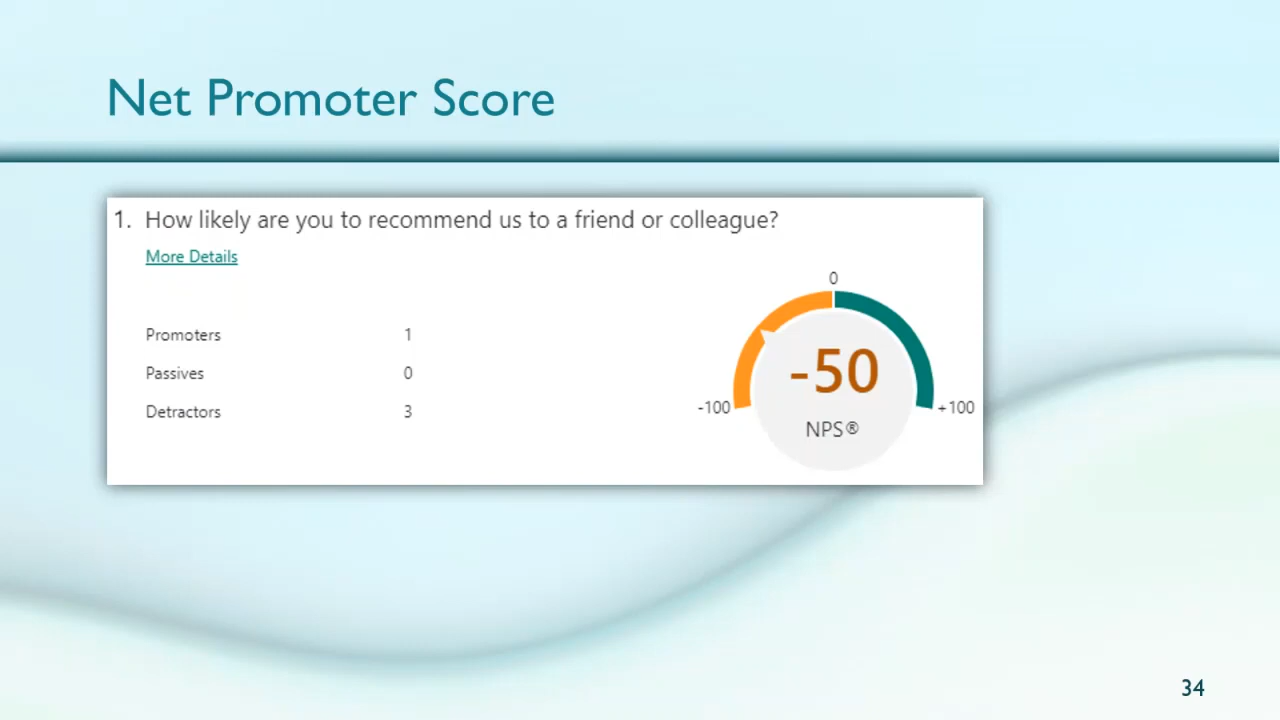 Net Promoter Score
1. How likely are you to recommend us to a friend or colleague?
More Details
Promoters 1
Passives 0
Detractors 3
0
-50
-100
+100
NPS®
34